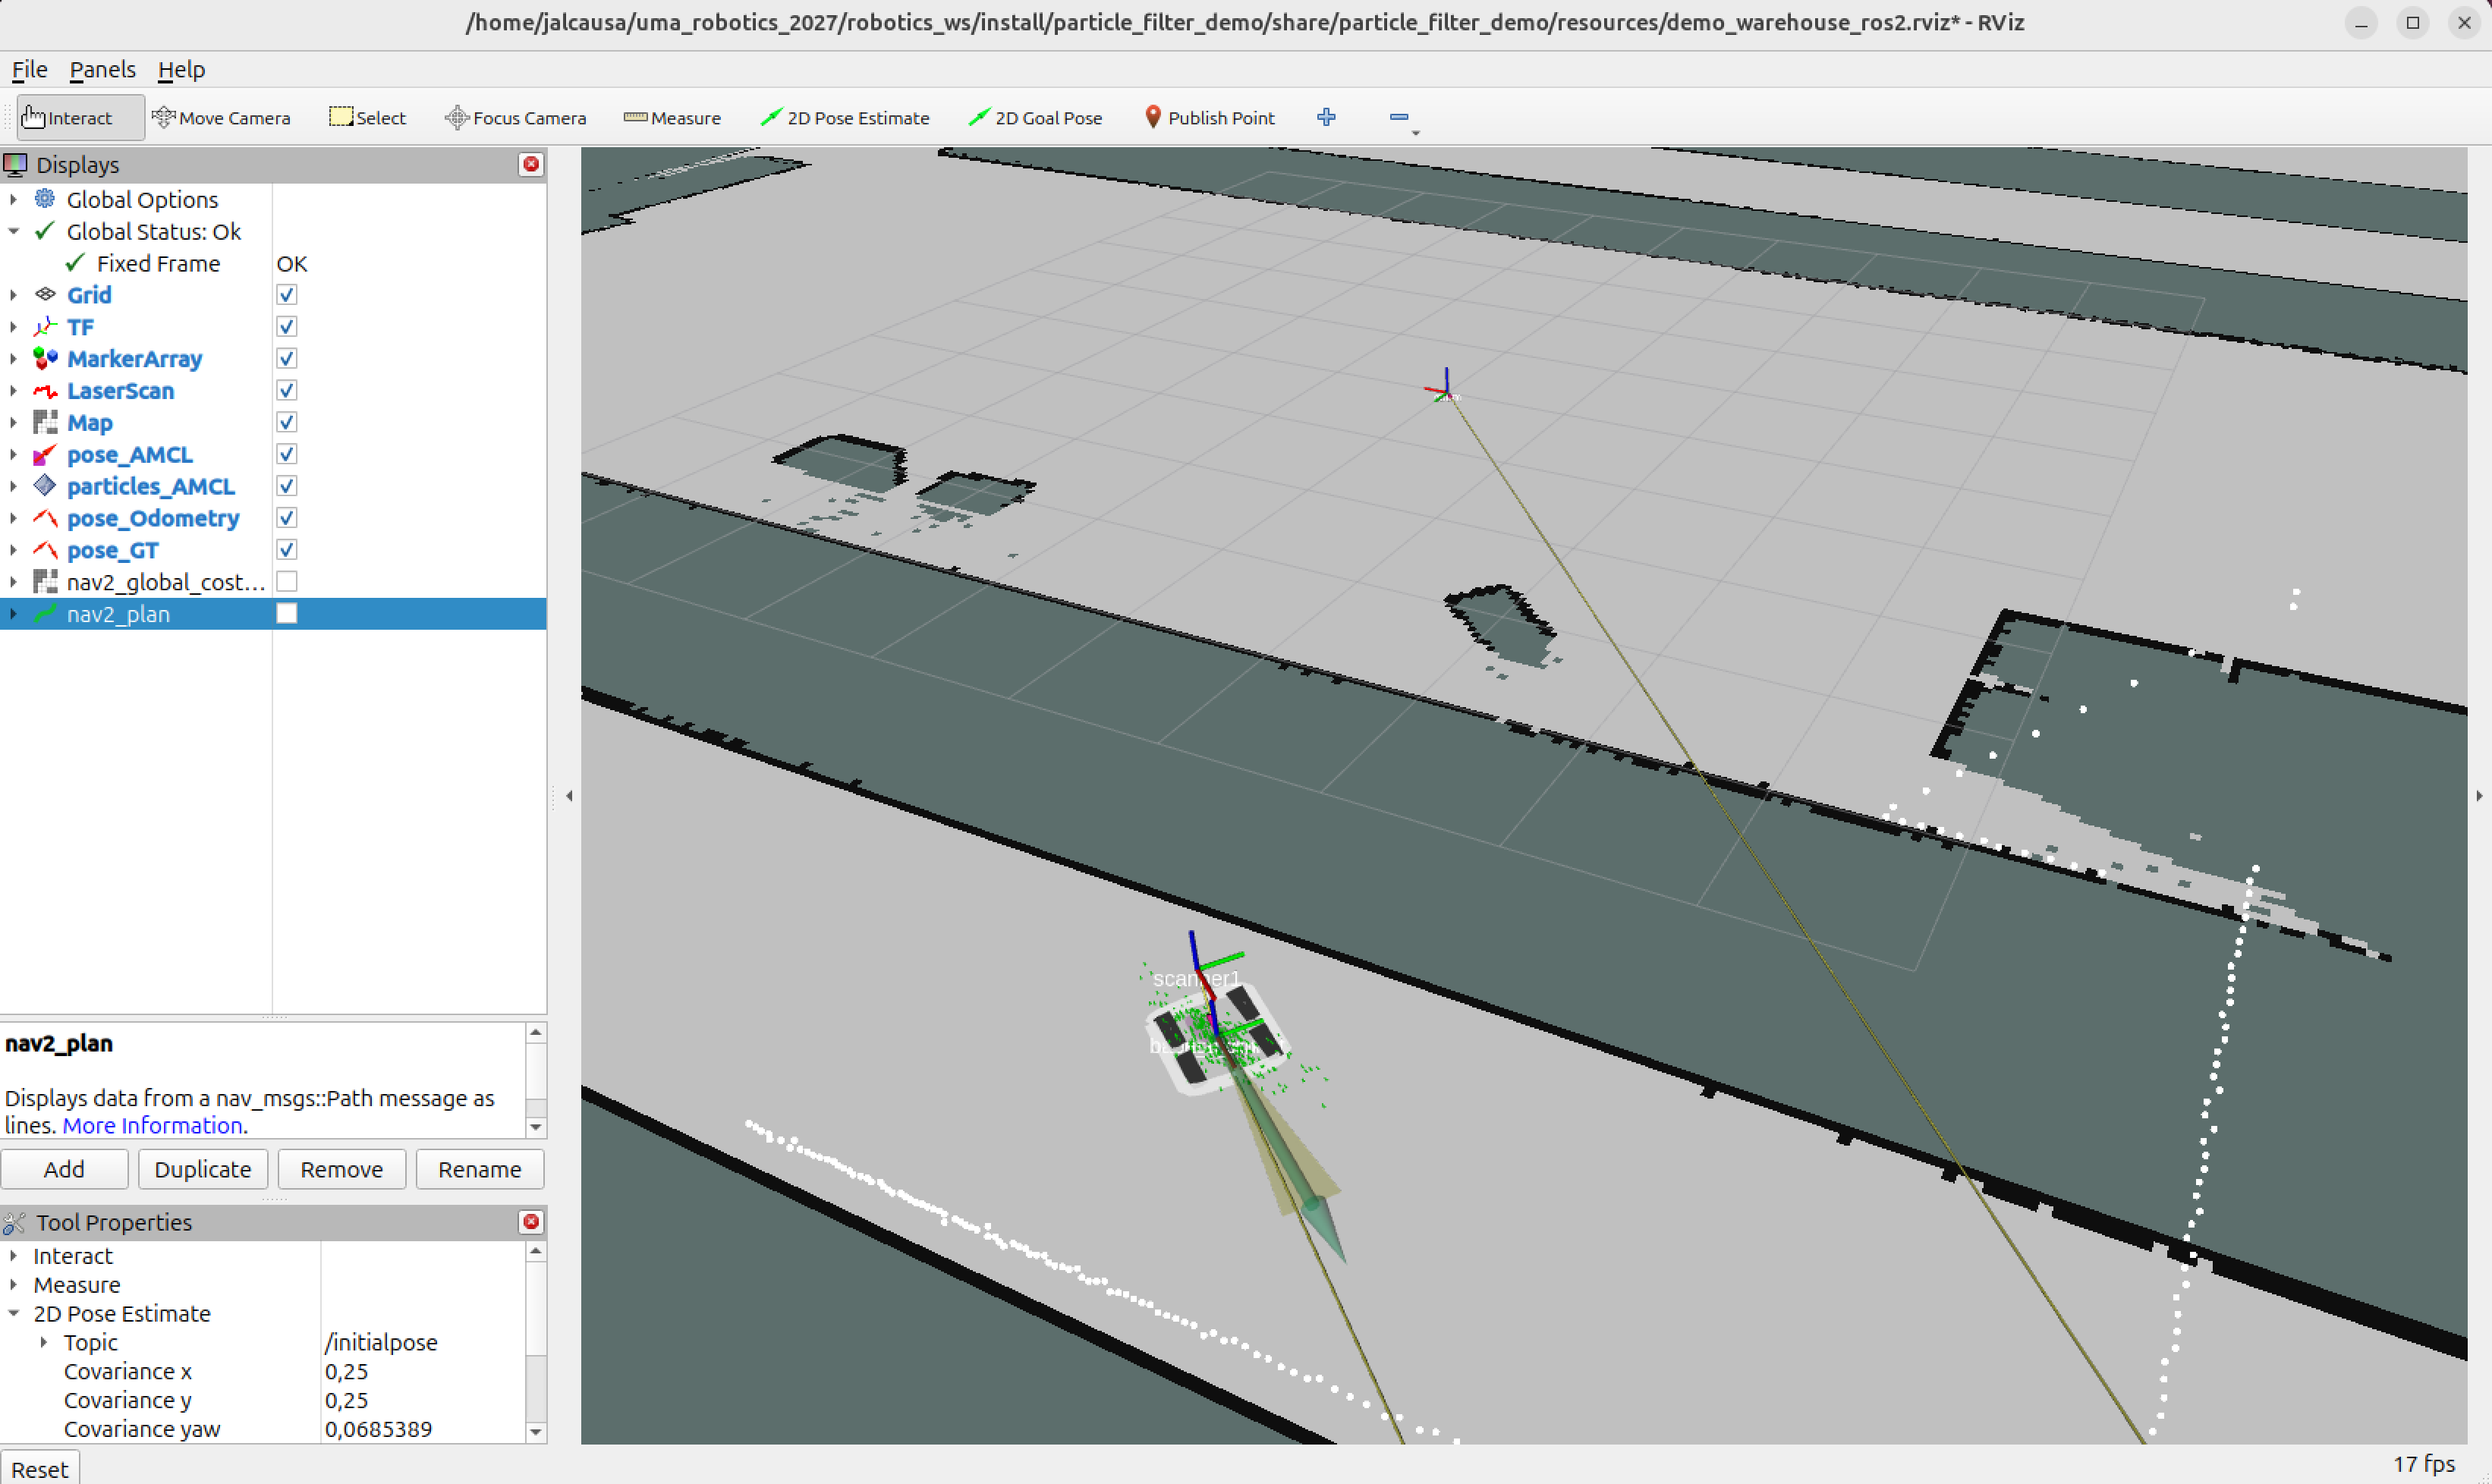 /home/jalcausa/uma_robotics_2027/robotics_ws/install/particle_filter_demo/share/particle_filter_demo/resources/demo_warehouse_ros2.rviz* - RViz
File Panels Help
Interact Move Camera Select Focus Camera Measure 2D Pose Estimate 2D Goal Pose Publish Point
Displays
Global Options
Global Status: Ok
Fixed Frame OK
Grid
TF
MarkerArray
LaserScan
Map
pose_AMCL
particles_AMCL
pose_Odometry
pose_GT
nav2_global_cost...
nav2_plan
nav2_plan
Displays data from a nav_msgs::Path message as
lines. More Information.
Add Duplicate Remove Rename
Tool Properties
Interact
Measure
2D Pose Estimate
Topic /initialpose
Covariance x 0,25
Covariance y 0,25
Covariance yaw 0,0685389
Reset
scanner1
17 fps